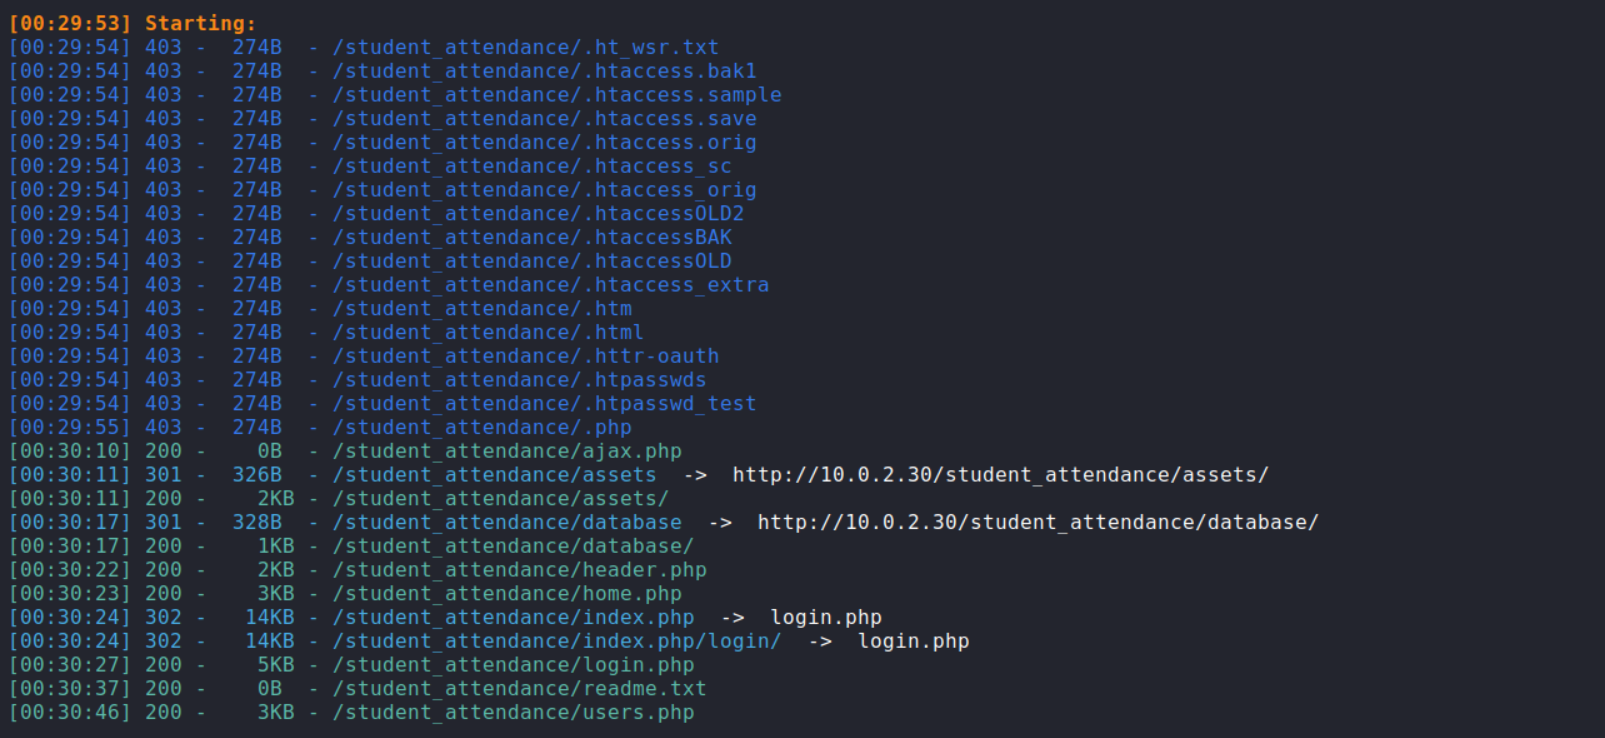 [00:29:53] Starting:
[00:29:54] 403 -  274B  - /student_attendance/.ht_wsr.txt
[00:29:54] 403 -  274B  - /student_attendance/.htaccess.bak1
[00:29:54] 403 -  274B  - /student_attendance/.htaccess.sample
[00:29:54] 403 -  274B  - /student_attendance/.htaccess.save
[00:29:54] 403 -  274B  - /student_attendance/.htaccess.orig
[00:29:54] 403 -  274B  - /student_attendance/.htaccess_sc
[00:29:54] 403 -  274B  - /student_attendance/.htaccess_orig
[00:29:54] 403 -  274B  - /student_attendance/.htaccessOLD2
[00:29:54] 403 -  274B  - /student_attendance/.htaccessBAK
[00:29:54] 403 -  274B  - /student_attendance/.htaccessOLD
[00:29:54] 403 -  274B  - /student_attendance/.htaccess_extra
[00:29:54] 403 -  274B  - /student_attendance/.htm
[00:29:54] 403 -  274B  - /student_attendance/.html
[00:29:54] 403 -  274B  - /student_attendance/.httr-oauth
[00:29:54] 403 -  274B  - /student_attendance/.htpasswds
[00:29:54] 403 -  274B  - /student_attendance/.htpasswd_test
[00:29:55] 403 -  274B  - /student_attendance/.php
[00:30:10] 200 -    0B  - /student_attendance/ajax.php
[00:30:11] 301 -  326B  - /student_attendance/assets  ->  http://10.0.2.30/student_attendance/assets/
[00:30:11] 200 -    2KB - /student_attendance/assets/
[00:30:17] 301 -  328B  - /student_attendance/database  ->  http://10.0.2.30/student_attendance/database/
[00:30:17] 200 -    1KB - /student_attendance/database/
[00:30:22] 200 -    2KB - /student_attendance/header.php
[00:30:23] 200 -    3KB - /student_attendance/home.php
[00:30:24] 302 -   14KB - /student_attendance/index.php  ->  login.php
[00:30:24] 302 -   14KB - /student_attendance/index.php/login/  ->  login.php
[00:30:27] 200 -    5KB - /student_attendance/login.php
[00:30:37] 200 -    0B  - /student_attendance/readme.txt
[00:30:46] 200 -    3KB - /student_attendance/users.php